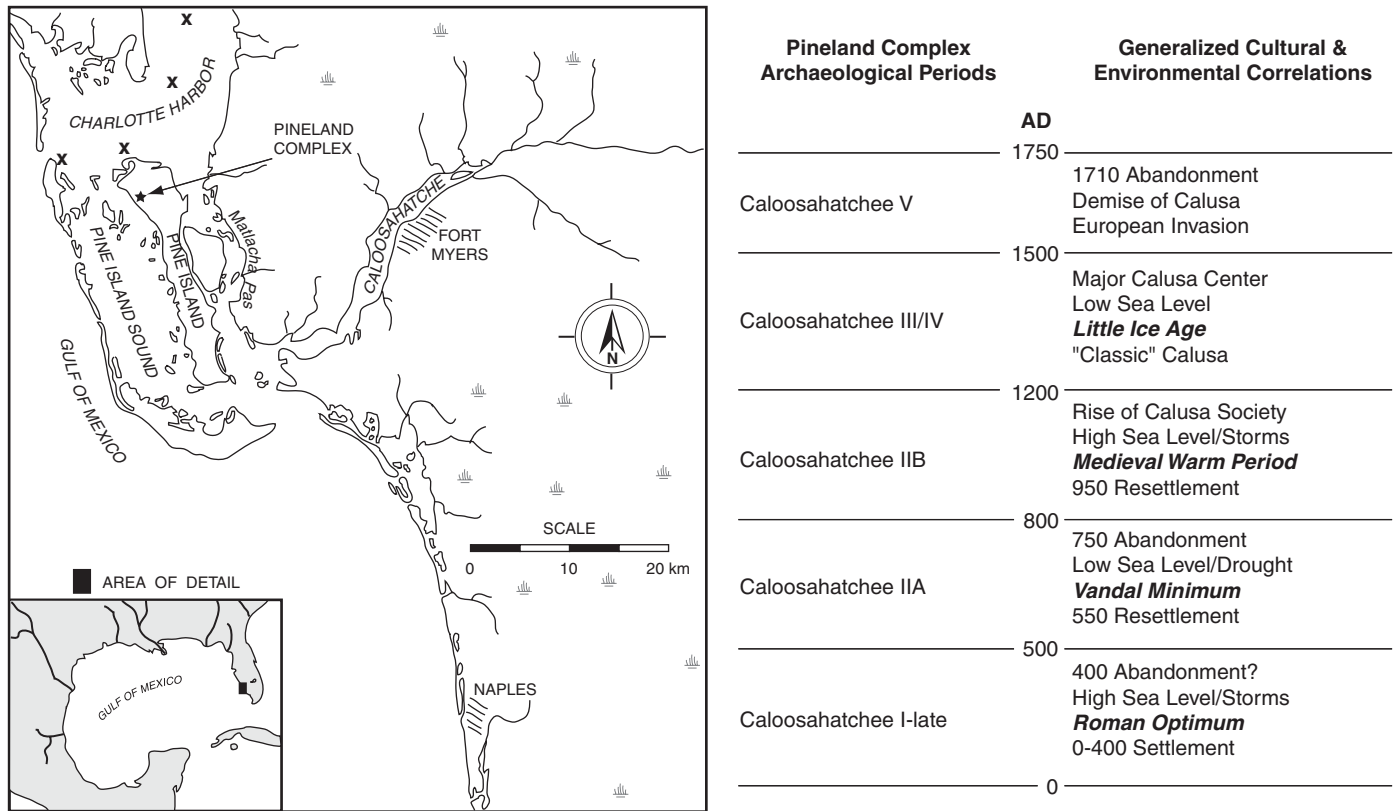 X
X
CHARLOTTE HARBOR
X
X
PINELAND
COMPLEX
CALOOSAHATCHE
FORT
MYERS
Matlacha Pas
PINE ISLAND
PINE ISLAND SOUND
GULF OF MEXICO
N
SCALE
0 10 20 km
AREA OF DETAIL
GULF OF MEXICO
NAPLES
Pineland Complex
Archaeological Periods
Generalized Cultural &
Environmental Correlations
AD
1750
Caloosahatchee V
1710 Abandonment
Demise of Calusa
European Invasion
1500
Caloosahatchee III/IV
Major Calusa Center
Low Sea Level
Little Ice Age
"Classic" Calusa
1200
Caloosahatchee IIB
Rise of Calusa Society
High Sea Level/Storms
Medieval Warm Period
950 Resettlement
800
Caloosahatchee IIA
750 Abandonment
Low Sea Level/Drought
Vandal Minimum
550 Resettlement
500
Caloosahatchee I-late
400 Abandonment?
High Sea Level/Storms
Roman Optimum
0-400 Settlement
0